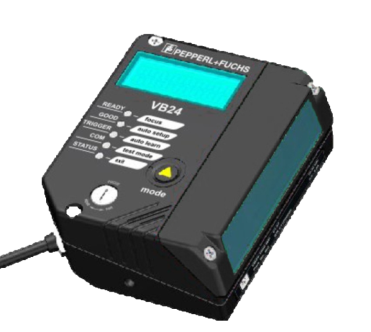 PEPPERL+FUCHS
VB24
READY
GOOD
TRIGGER
COM
STATUS
focus
auto setup
auto learn
test mode
exit
mode